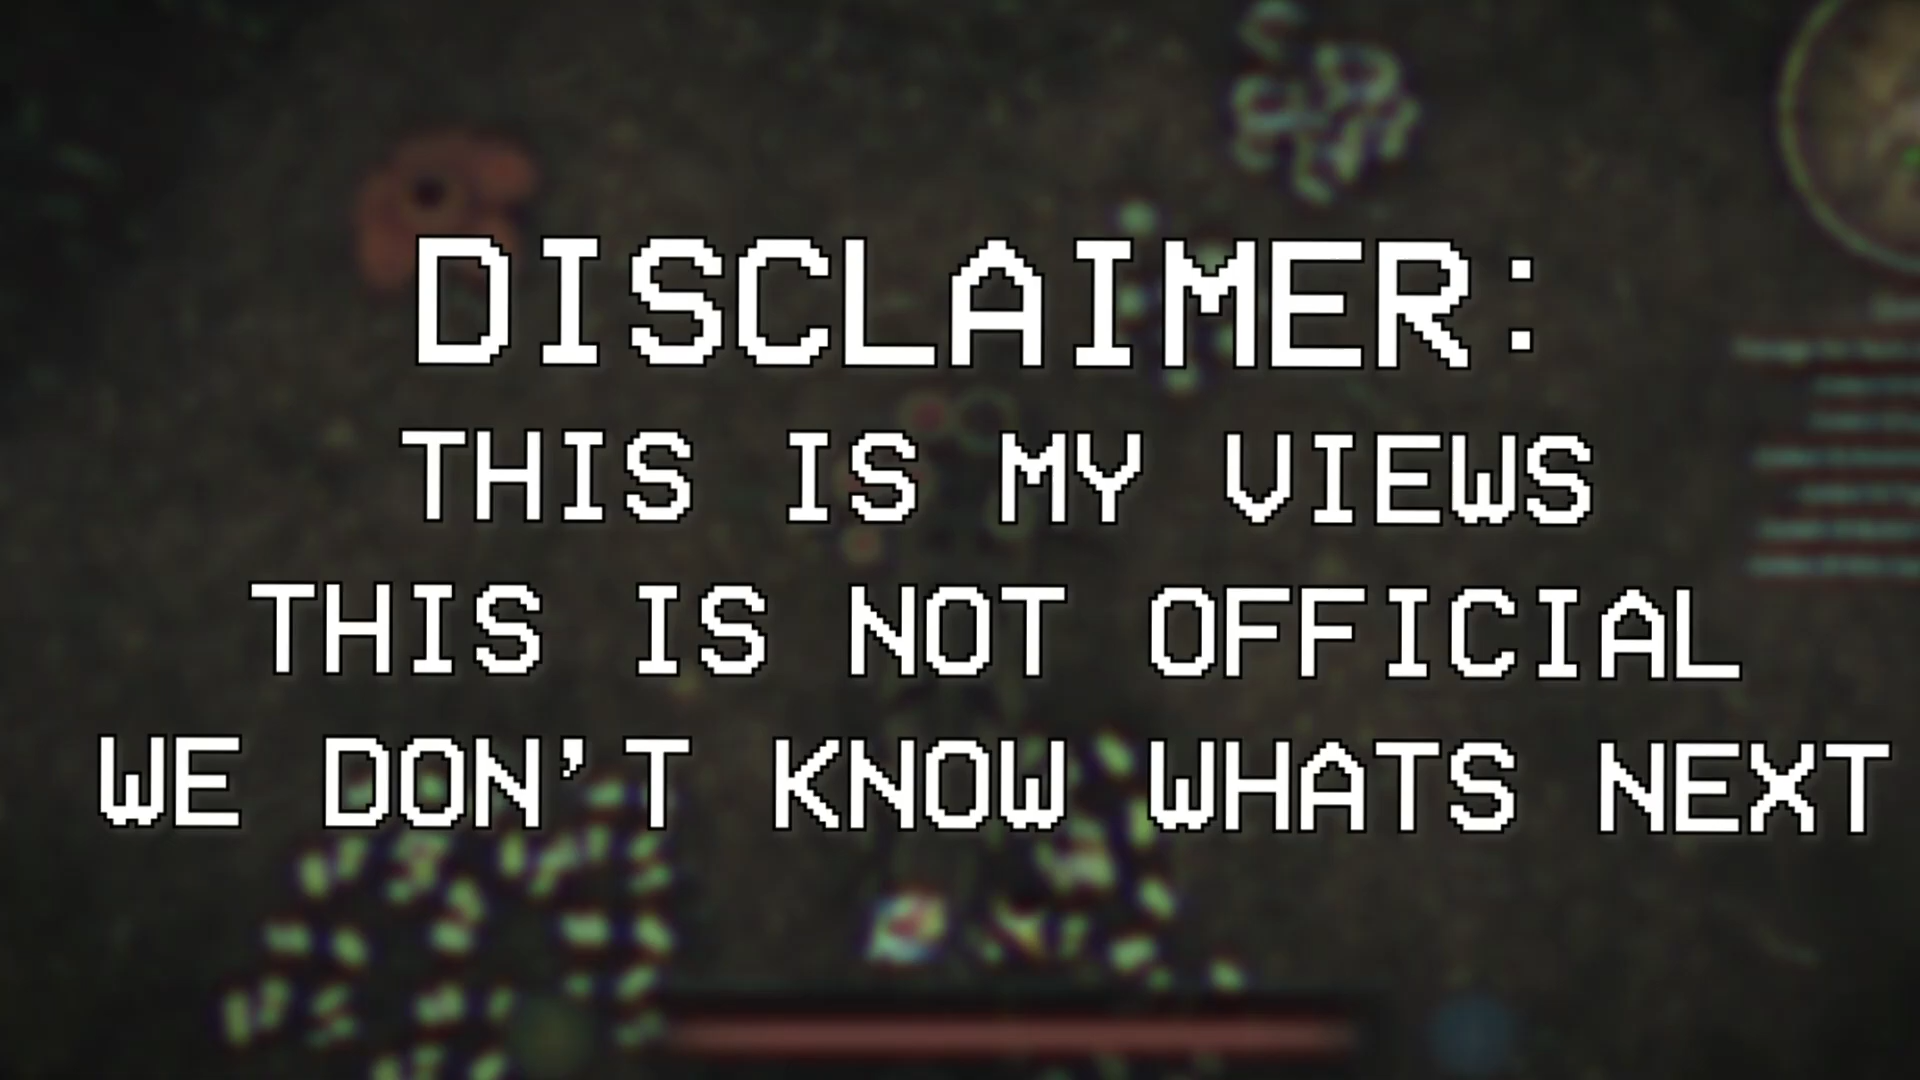 DISCLAIMER:
THIS IS MY VIEWS
THIS IS NOT OFFICIAL
WE DON'T KNOW WHATS NEXT